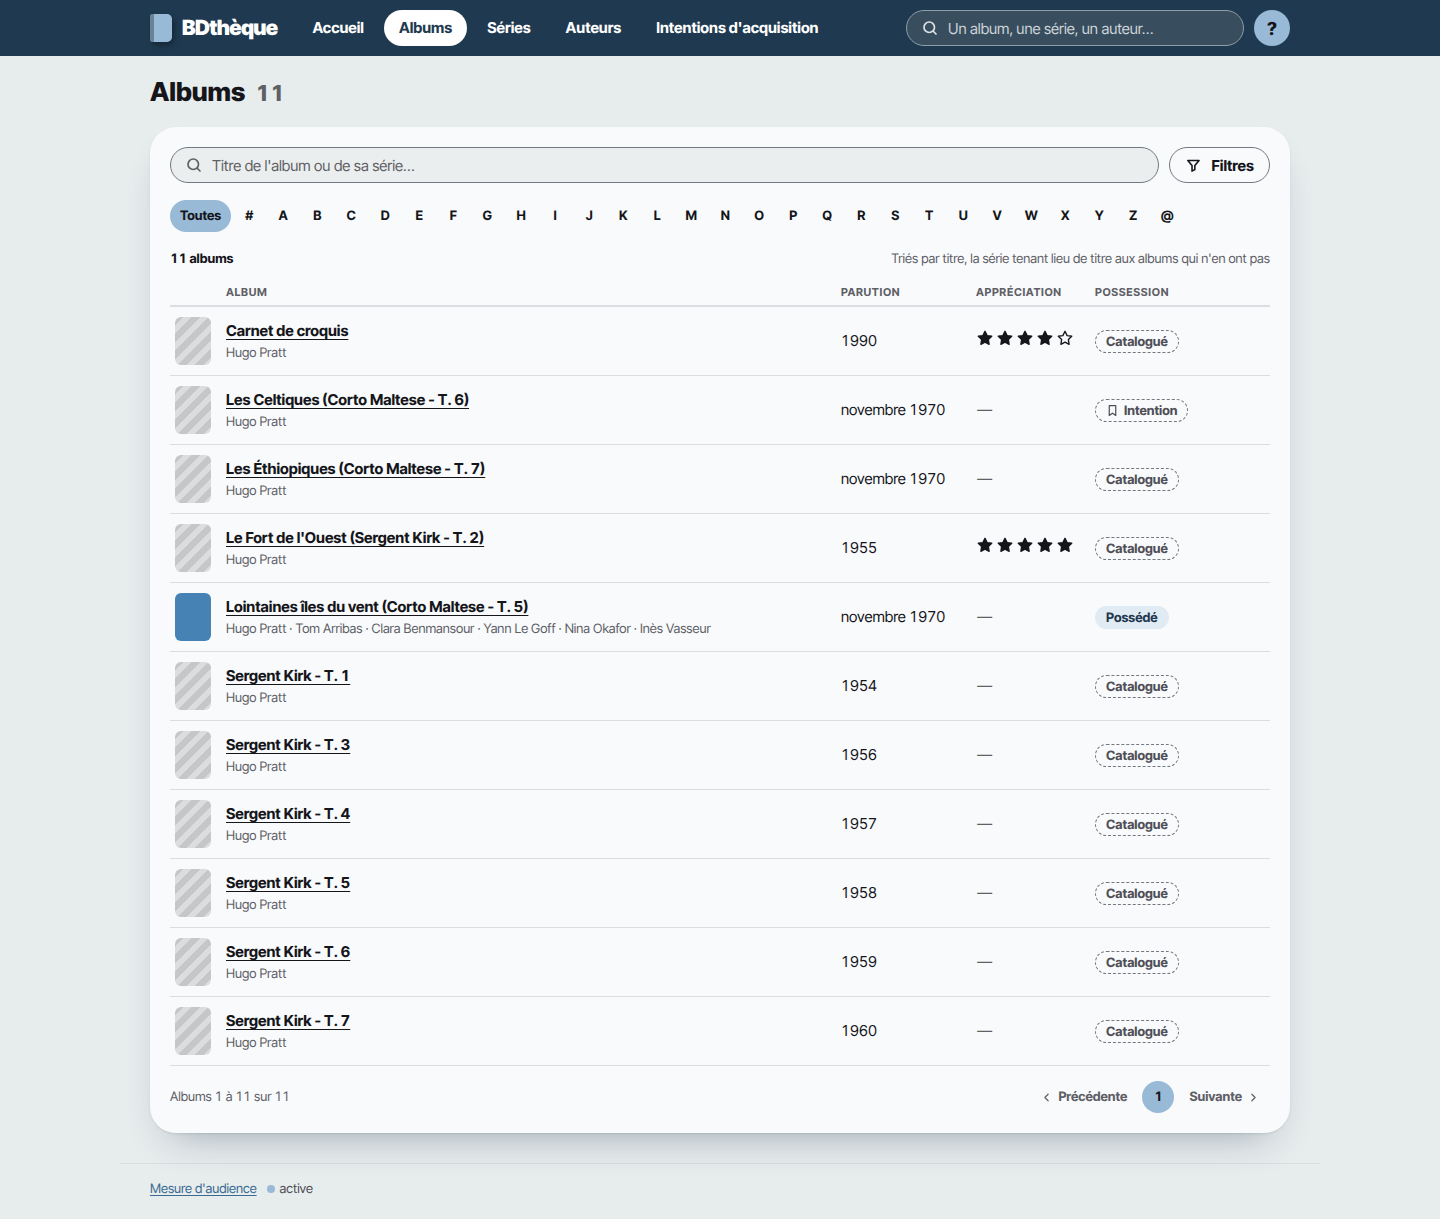 BDthèque Accueil Albums Séries Auteurs Intentions d'acquisition Un album, une série, un auteur... ?
Albums 11
Titre de l'album ou de sa série... Filtres
Toutes # A B C D E F G H I J K L M N O P Q R S T U V W X Y Z @
11 albums Triés par titre, la série tenant lieu de titre aux albums qui n'en ont pas
ALBUM PARUTION APPRÉCIATION POSSESSION
Carnet de croquis
Hugo Pratt
1990 Catalogué
Les Celtiques (Corto Maltese - T. 6)
Hugo Pratt
novembre 1970 — Intention
Les Éthiopiques (Corto Maltese - T. 7)
Hugo Pratt
novembre 1970 — Catalogué
Le Fort de l'Ouest (Sergent Kirk - T. 2)
Hugo Pratt
1955 Catalogué
Lointaines îles du vent (Corto Maltese - T. 5)
Hugo Pratt · Tom Arribas · Clara Benmansour · Yann Le Goff · Nina Okafor · Inès Vasseur
novembre 1970 — Possédé
Sergent Kirk - T. 1
Hugo Pratt
1954 — Catalogué
Sergent Kirk - T. 3
Hugo Pratt
1956 — Catalogué
Sergent Kirk - T. 4
Hugo Pratt
1957 — Catalogué
Sergent Kirk - T. 5
Hugo Pratt
1958 — Catalogué
Sergent Kirk - T. 6
Hugo Pratt
1959 — Catalogué
Sergent Kirk - T. 7
Hugo Pratt
1960 — Catalogué
Albums 1 à 11 sur 11 Précédente 1 Suivante
Mesure d'audience active